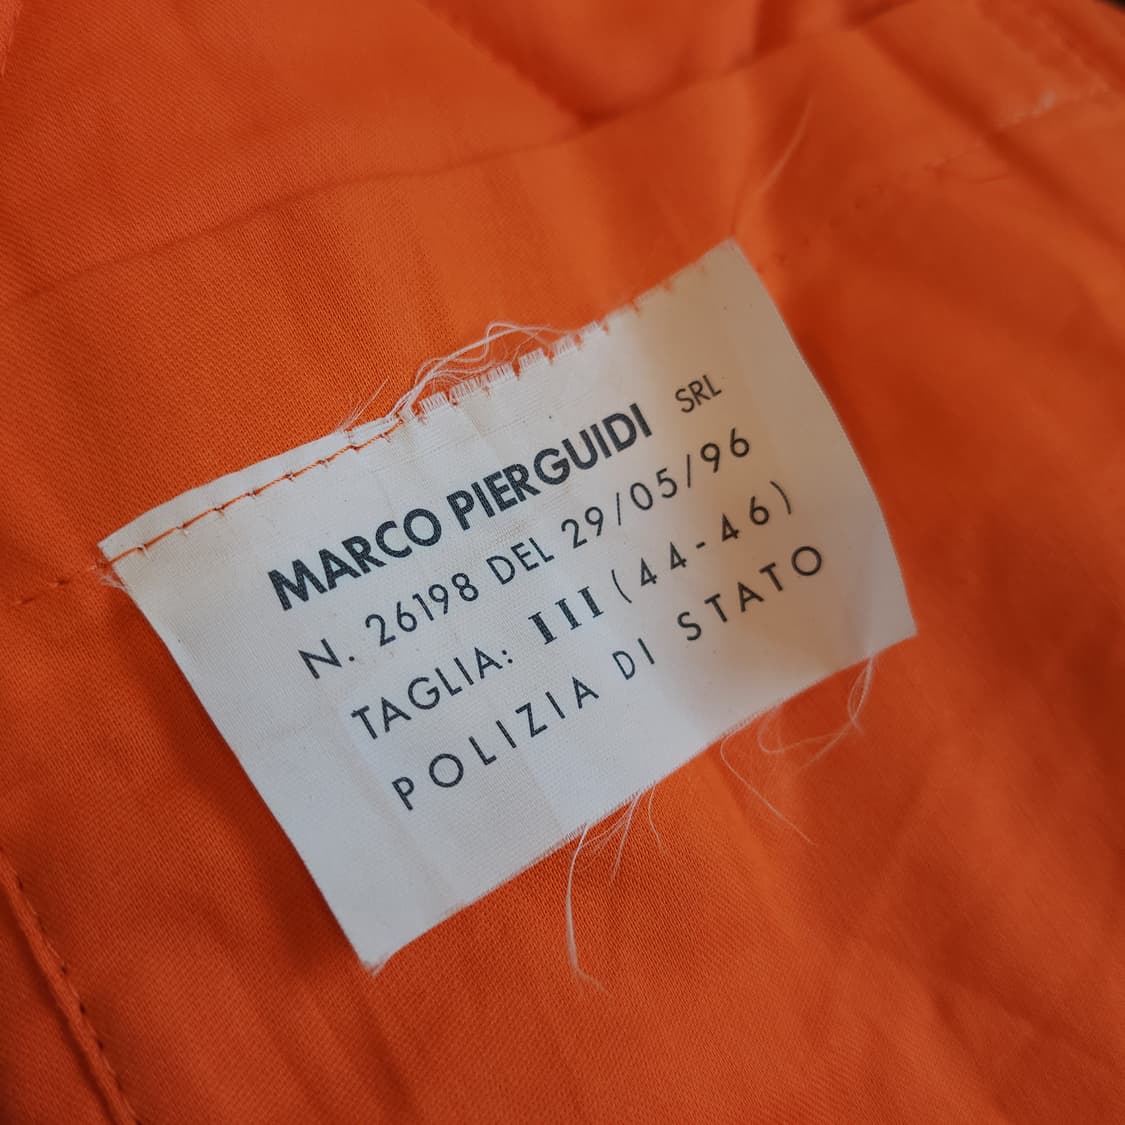 MARCO PIERGUIDI SRL
N. 26198 DEL 29/05/96
TAGLIA: III (44-46)
POLIZIA DI STATO